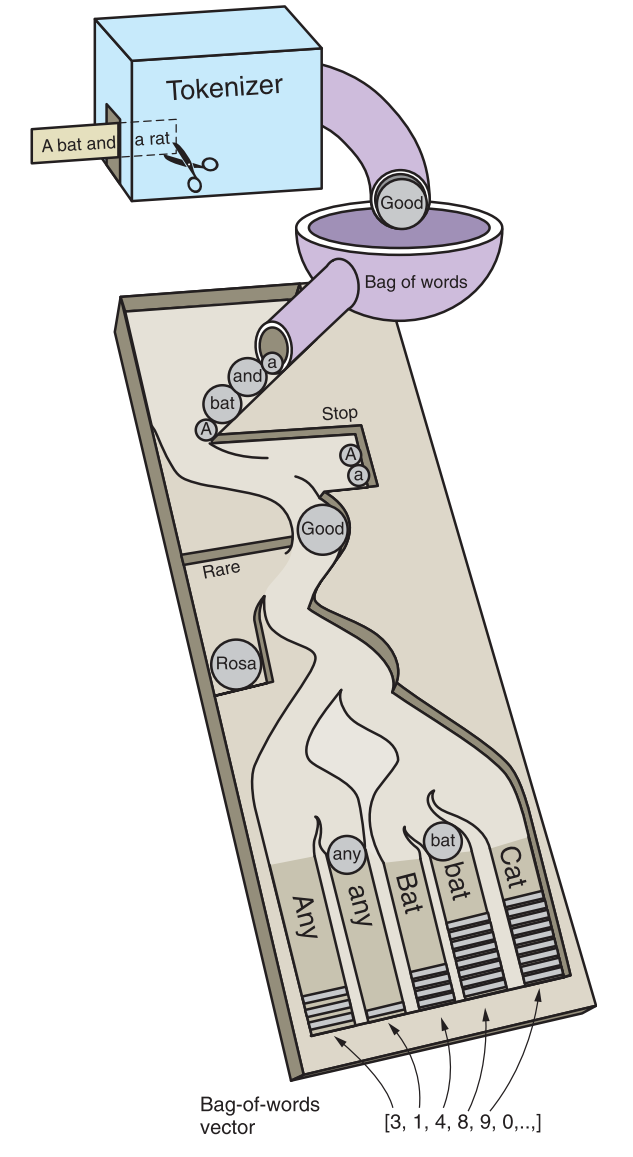 Tokenizer
A bat and a rat
Good
Bag of words
a
and
bat
A
Stop
A
a
Good
Rare
Rosa
any
bat
Any
any
Bat
bat
Cat
Bag-of-words
vector
[3, 1, 4, 8, 9, 0,..,]